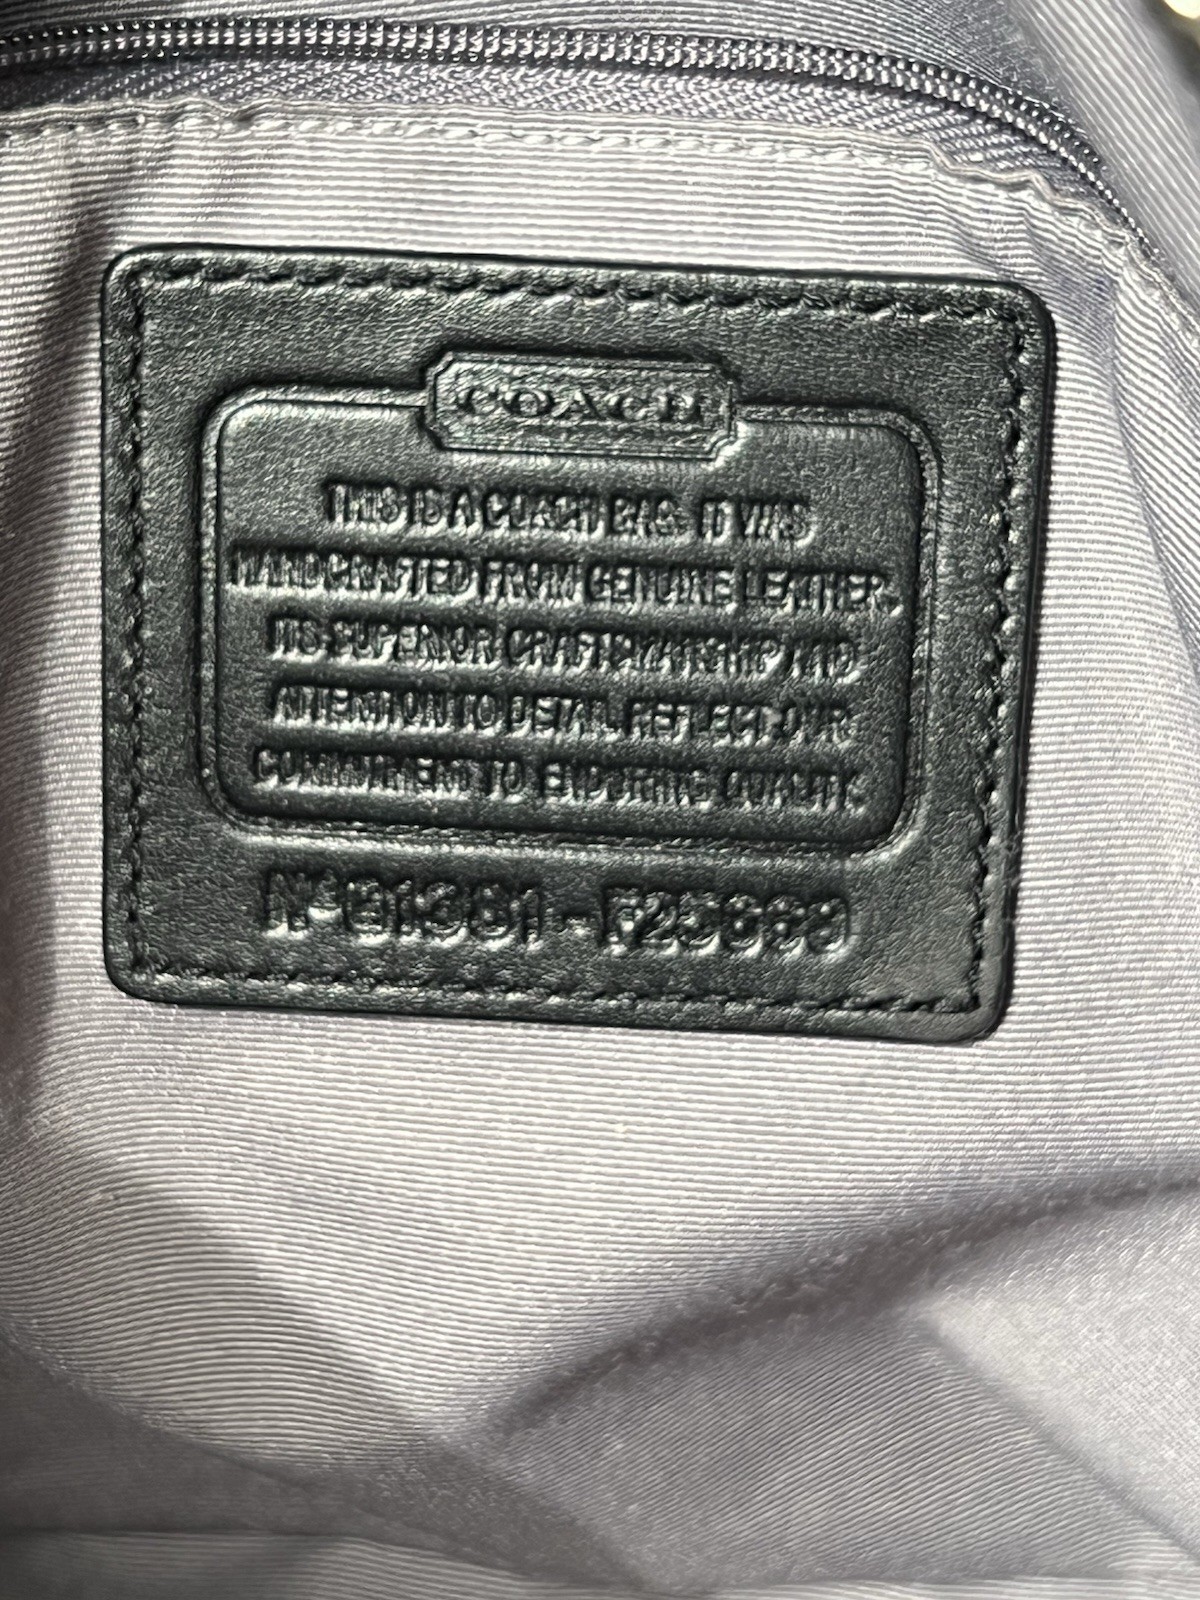 COACH
THIS IS A COACH BAG. IT WAS
HANDCRAFTED FROM GENUINE LEATHER.
ITS SUPERIOR CRAFTSMANSHIP AND
ATTENTION TO DETAIL REFLECT OUR
COMMITMENT TO ENDURING QUALITY.